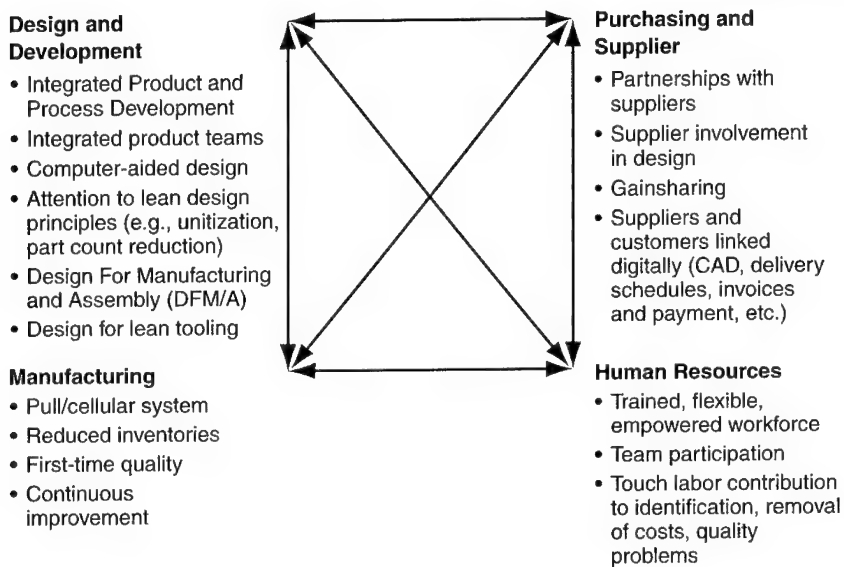 Design and
Development
• Integrated Product and
Process Development
• Integrated product teams
• Computer-aided design
• Attention to lean design
principles (e.g., unitization,
part count reduction)
• Design For Manufacturing
and Assembly (DFM/A)
• Design for lean tooling
Purchasing and
Supplier
• Partnerships with
suppliers
• Supplier involvement
in design
• Gainsharing
• Suppliers and
customers linked
digitally (CAD, delivery
schedules, invoices
and payment, etc.)
Manufacturing
• Pull/cellular system
• Reduced inventories
• First-time quality
• Continuous
improvement
Human Resources
• Trained, flexible,
empowered workforce
• Team participation
• Touch labor contribution
to identification, removal
of costs, quality
problems